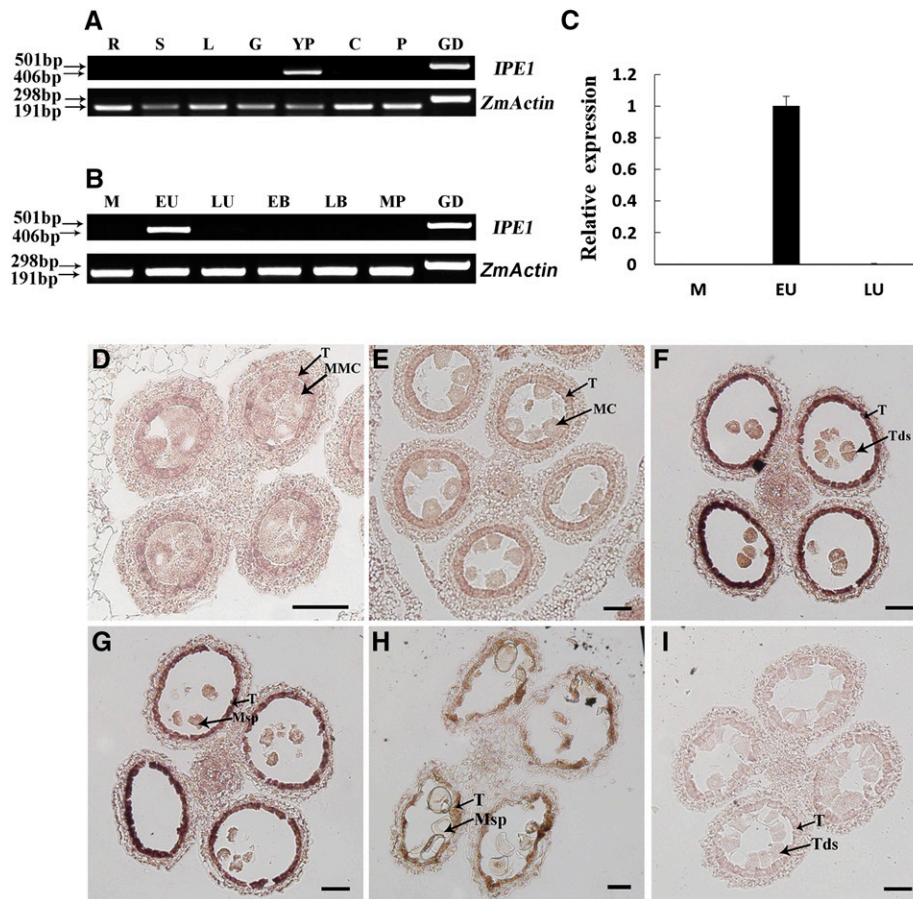 A
R S L G YP C P GD
501bp
406bp
IPE1
298bp
191bp
ZmActin
B
M EU LU EB LB MP GD
501bp
406bp
IPE1
298bp
191bp
ZmActin
C
Relative expression
1.2
1
0.8
0.6
0.4
0.2
0
M EU LU
D
T
MMC
E
T
MC
F
T
Tds
G
T
Msp
H
T
Msp
I
T
Tds